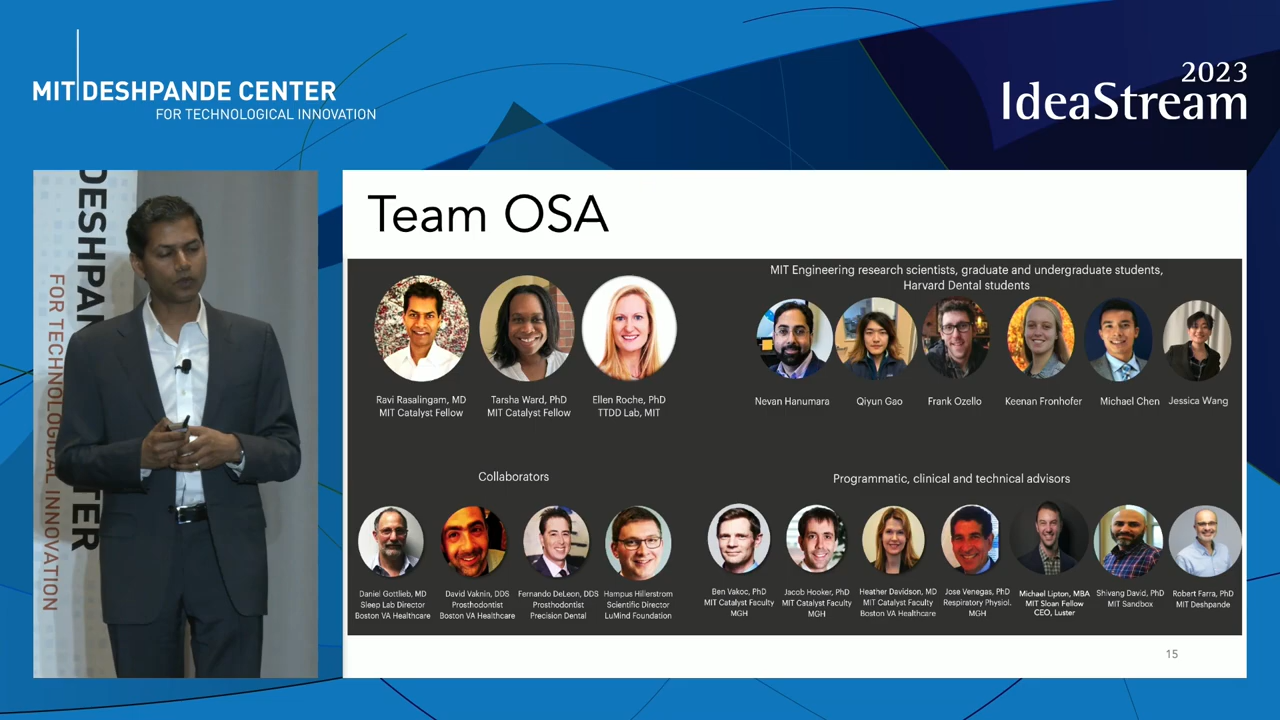 MIT DESHPANDE CENTER
FOR TECHNOLOGICAL INNOVATION
2023
IdeaStream
DESHPAN
TER
FOR TECHNOLOGICAL INNOVATION
Team OSA
Ravi Rasalingam, MD
MIT Catalyst Fellow
Tarsha Ward, PhD
MIT Catalyst Fellow
Ellen Roche, PhD
TTDD Lab, MIT
MIT Engineering research scientists, graduate and undergraduate students,
Harvard Dental students
Nevan Hanumara
Qiyun Gao
Frank Ozello
Keenan Fronhofer
Michael Chen
Jessica Wang
Collaborators
Daniel Gottlieb, MD
Sleep Lab Director
Boston VA Healthcare
David Vaknin, DDS
Prosthodontist
Boston VA Healthcare
Fernando DeLeon, DDS
Prosthodontist
Precision Dental
Hampus Hillerstrom
Scientific Director
LuMind Foundation
Programmatic, clinical and technical advisors
Ben Vakoc, PhD
MIT Catalyst Faculty
MGH
Jacob Hooker, PhD
MIT Catalyst Faculty
MGH
Heather Davidson, MD
MIT Catalyst Faculty
Boston VA Healthcare
Jose Venegas, PhD
Respiratory Physiol.
MGH
Michael Lipton, MBA
MIT Sloan Fellow
CEO, Luster
Shivang David, PhD
MIT Sandbox
Robert Farra, PhD
MIT Deshpande
15